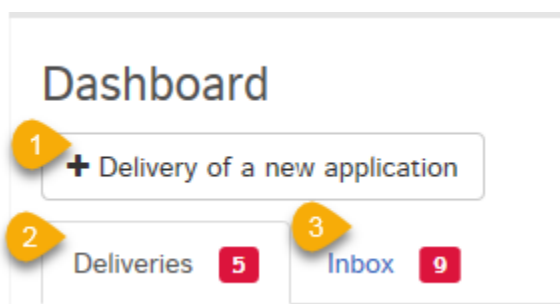 Dashboard
1
+ Delivery of a new application
2
3
Deliveries 5 Inbox 9